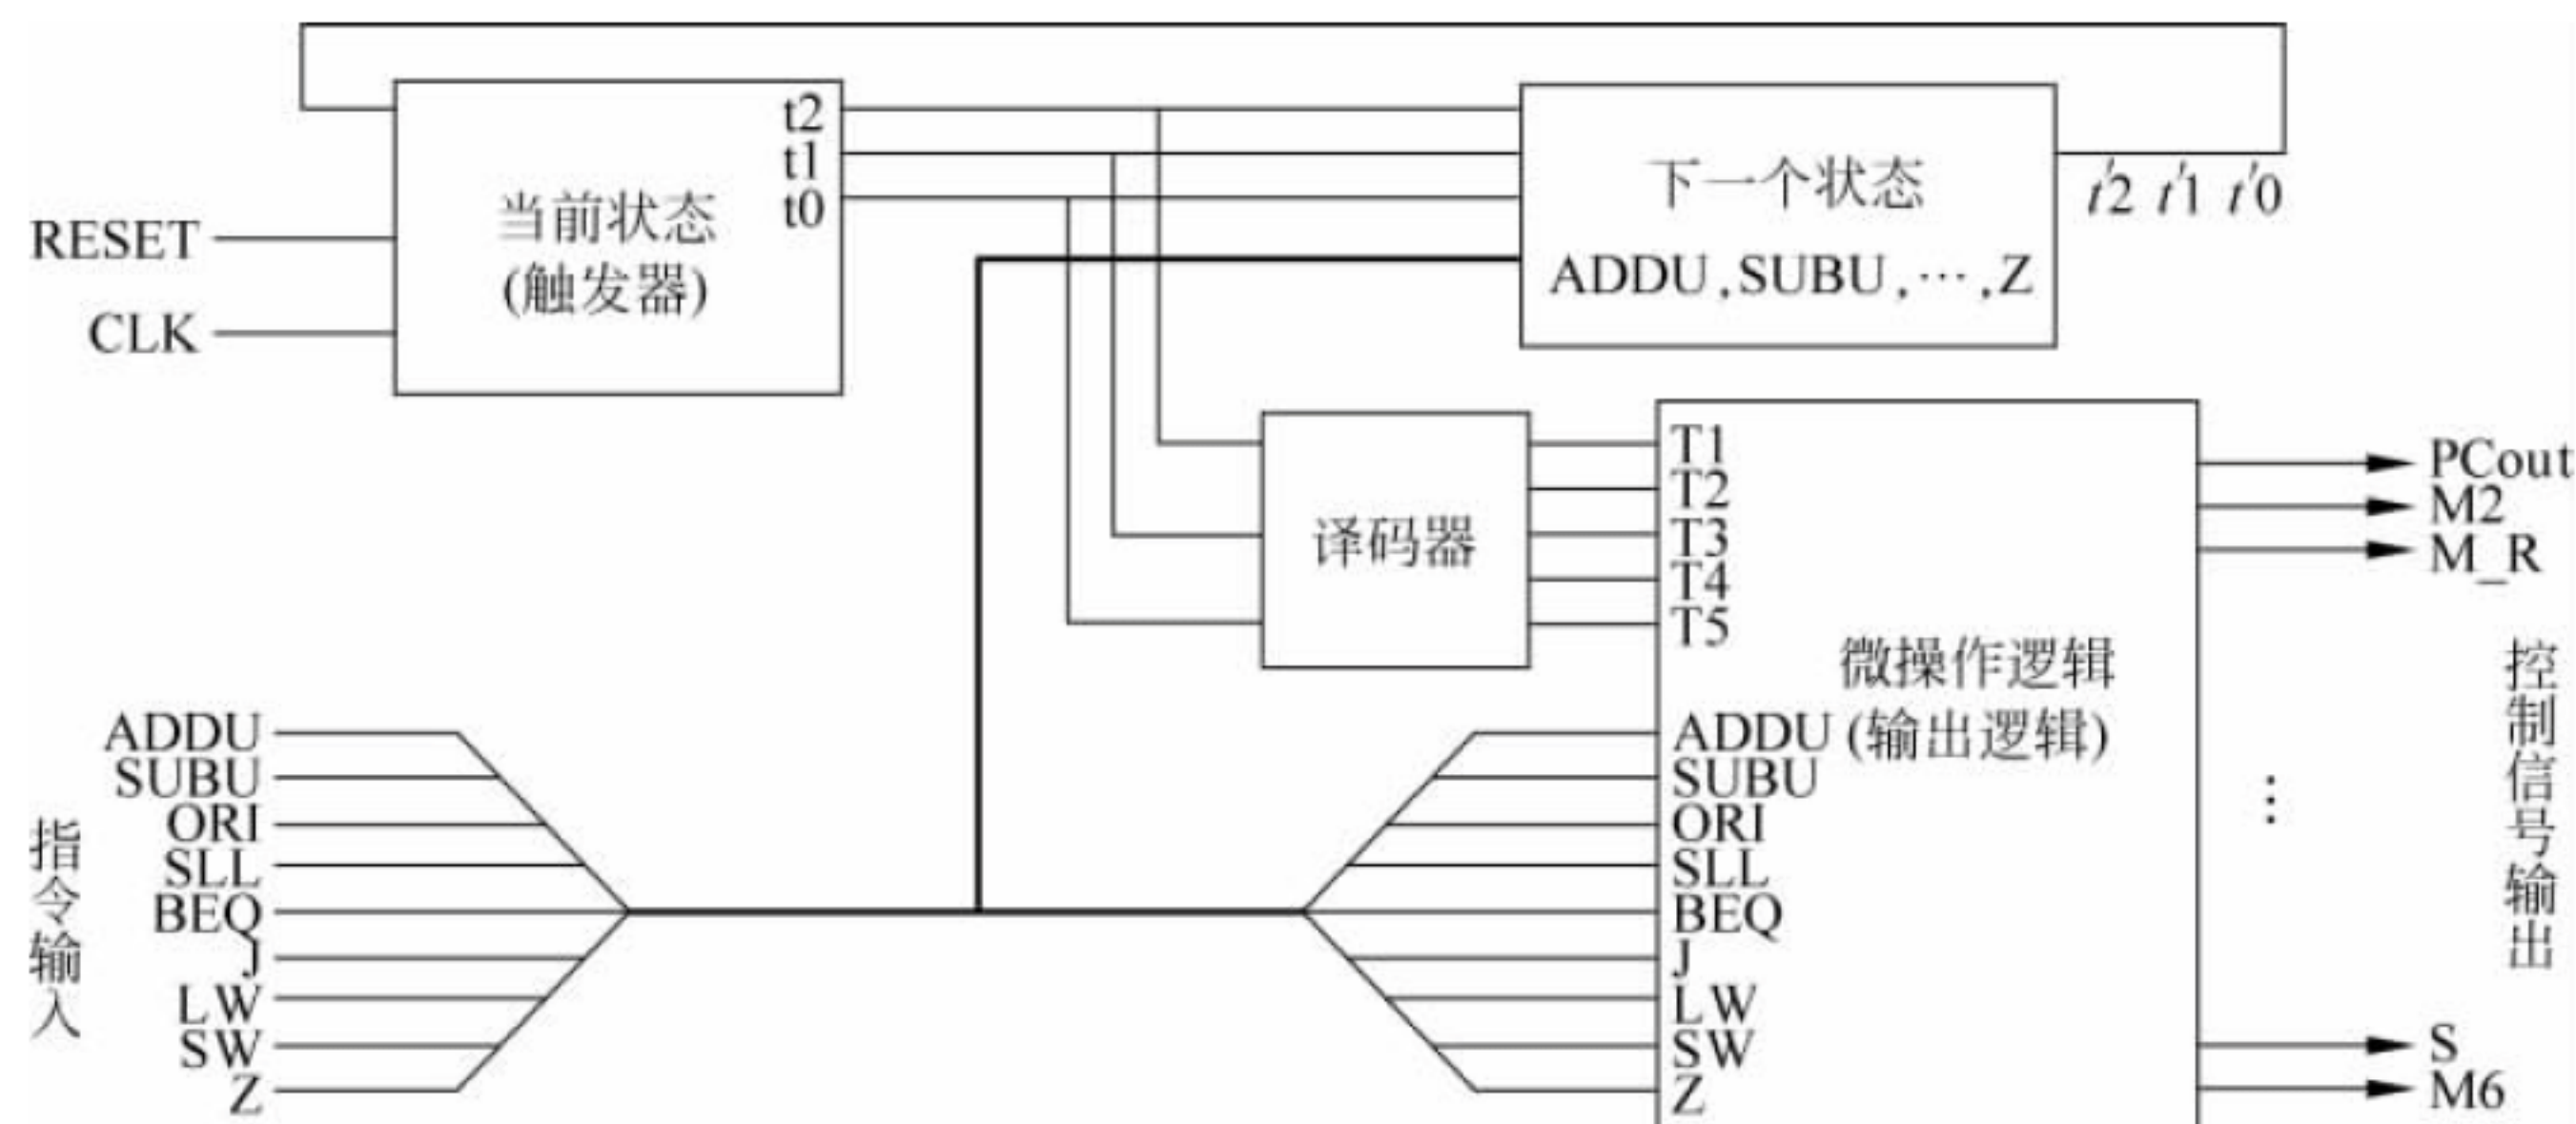 t2
t1
t0
当前状态
(触发器)
RESET
CLK
下一个状态
ADDU,SUBU,…,Z
t'2 t'1 t'0
译码器
T1
T2
T3
T4
T5
微操作逻辑
(输出逻辑)
ADDU
SUBU
ORI
SLL
BEQ
J
LW
SW
Z
指令输入
ADDU
SUBU
ORI
SLL
BEQ
J
LW
SW
Z
PCout
M2
M_R
⋮
S
M6
控制信号输出